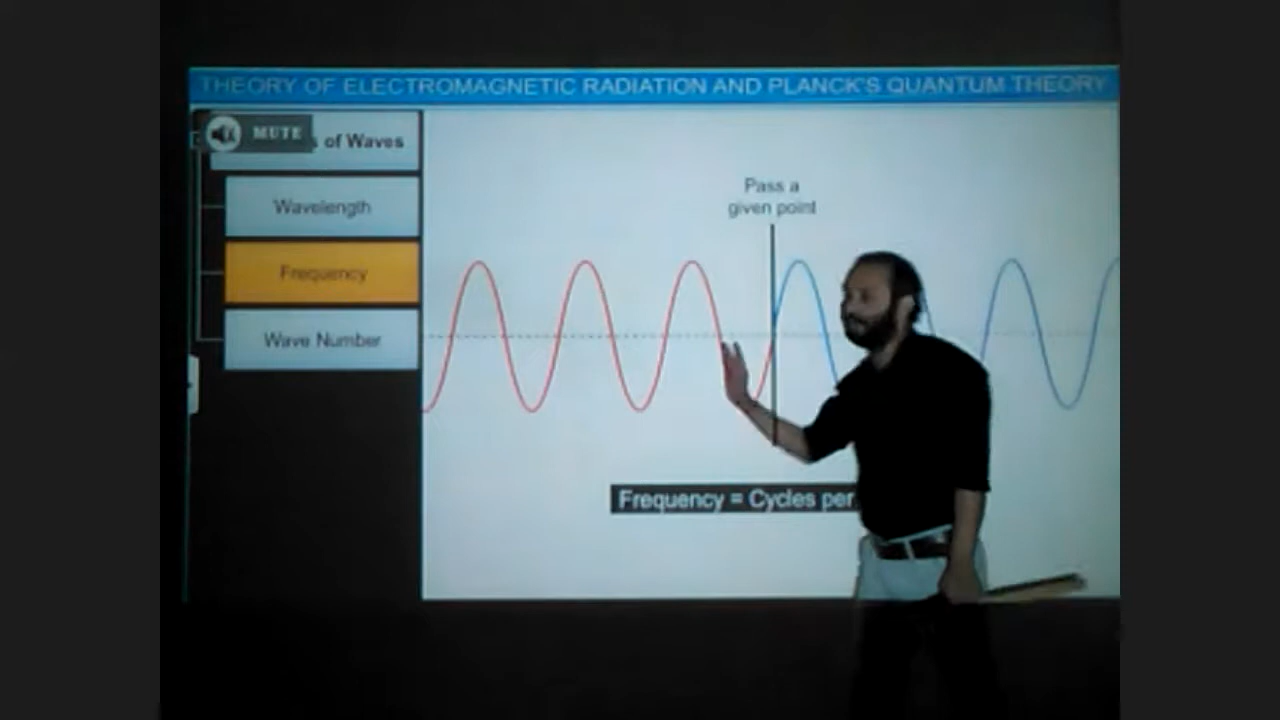 THEORY OF ELECTROMAGNETIC RADIATION AND PLANCK'S QUANTUM THEORY
MUTE
s of Waves
Wavelength
Frequency
Wave Number
Pass a
given point
Frequency = Cycles per